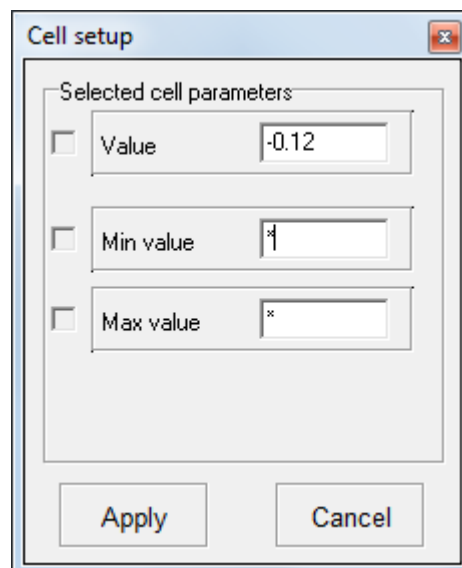 Cell setup
Selected cell parameters
Value -0.12
Min value *
Max value *
Apply Cancel